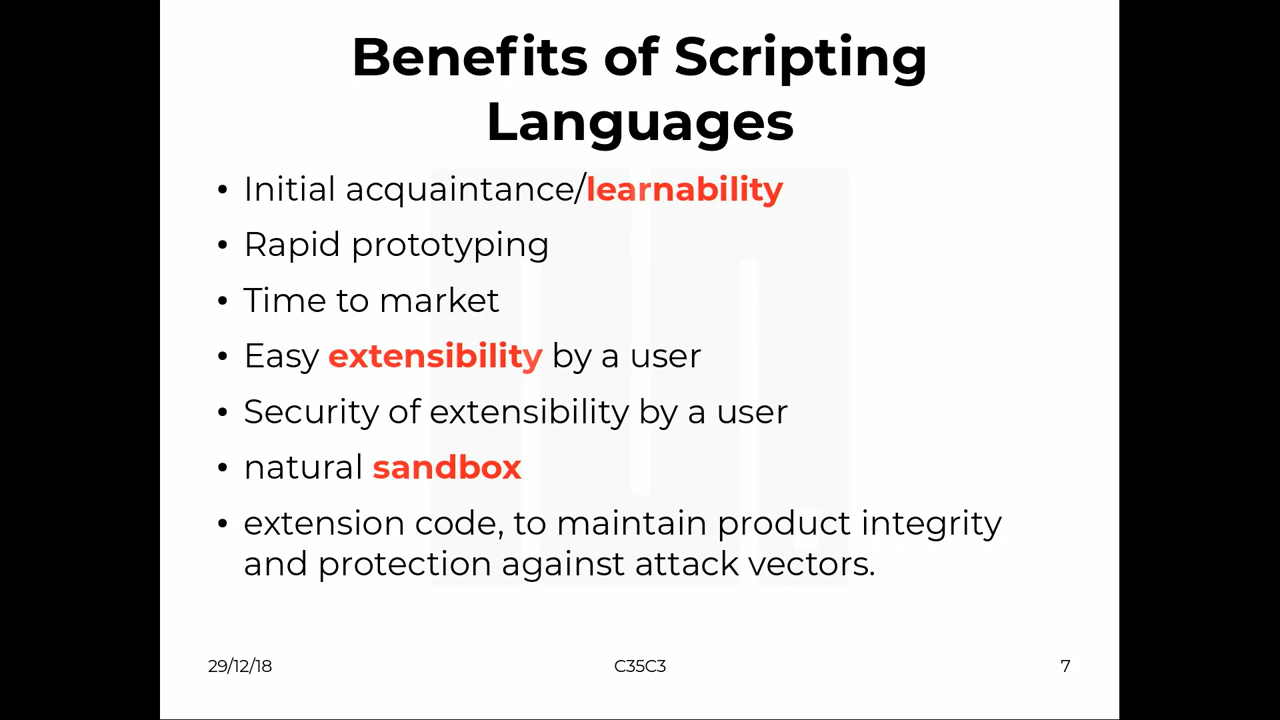 Benefits of Scripting
Languages
• Initial acquaintance/learnability
• Rapid prototyping
• Time to market
• Easy extensibility by a user
• Security of extensibility by a user
• natural sandbox
• extension code, to maintain product integrity
and protection against attack vectors.
29/12/18 C35C3 7